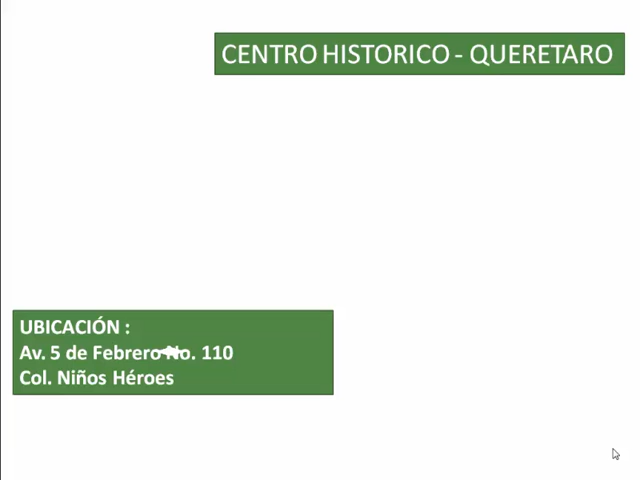 CENTRO HISTORICO - QUERETARO
UBICACIÓN :
Av. 5 de Febrero No. 110
Col. Niños Héroes